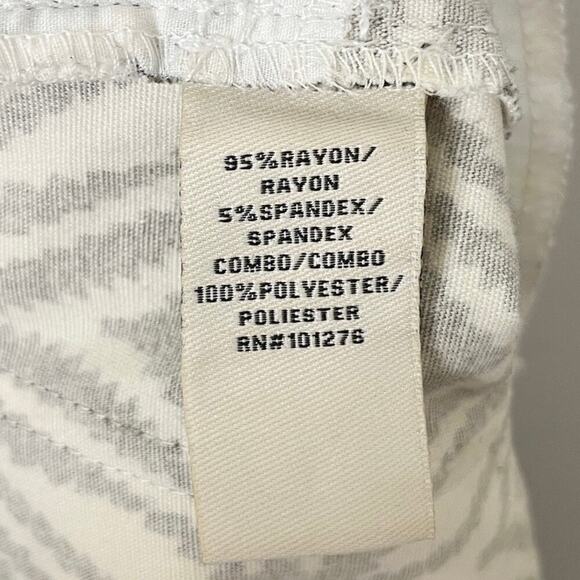 95%RAYON/
RAYON
5%SPANDEX/
SPANDEX
COMBO/COMBO
100%POLYESTER/
POLIESTER
RN#101276